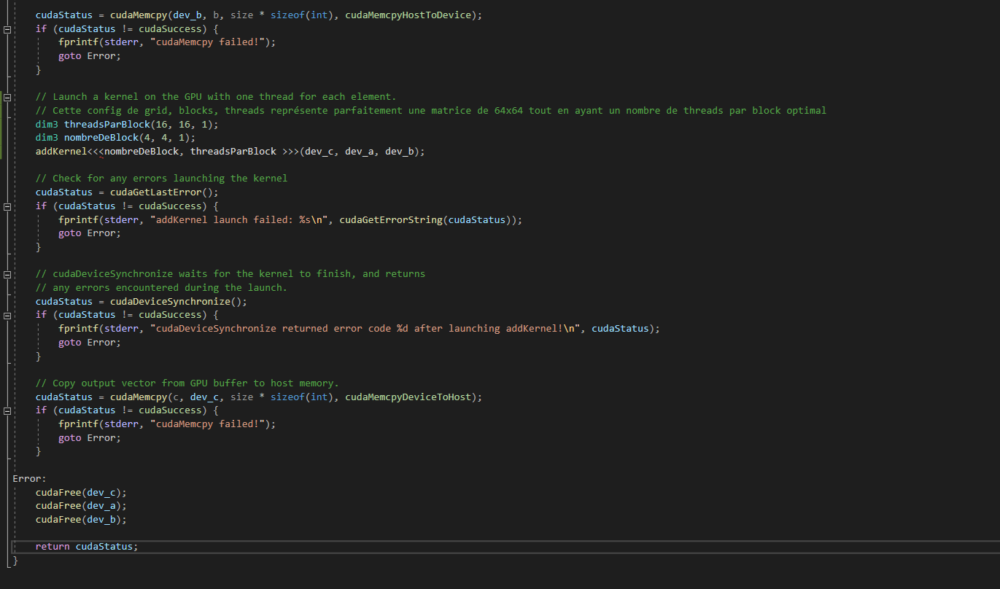 cudaStatus = cudaMemcpy(dev_b, b, size * sizeof(int), cudaMemcpyHostToDevice);
if (cudaStatus != cudaSuccess) {
fprintf(stderr, "cudaMemcpy failed!");
goto Error;
}
// Launch a kernel on the GPU with one thread for each element.
// Cette config de grid, blocks, threads représente parfaitement une matrice de 64x64 tout en ayant un nombre de threads par block optimal
dim3 threadsParBlock(16, 16, 1);
dim3 nombreDeBlock(4, 4, 1);
addKernel<<<nombreDeBlock, threadsParBlock >>>(dev_c, dev_a, dev_b);
// Check for any errors launching the kernel
cudaStatus = cudaGetLastError();
if (cudaStatus != cudaSuccess) {
fprintf(stderr, "addKernel launch failed: %s\n", cudaGetErrorString(cudaStatus));
goto Error;
}
// cudaDeviceSynchronize waits for the kernel to finish, and returns
// any errors encountered during the launch.
cudaStatus = cudaDeviceSynchronize();
if (cudaStatus != cudaSuccess) {
fprintf(stderr, "cudaDeviceSynchronize returned error code %d after launching addKernel!\n", cudaStatus);
goto Error;
}
// Copy output vector from GPU buffer to host memory.
cudaStatus = cudaMemcpy(c, dev_c, size * sizeof(int), cudaMemcpyDeviceToHost);
if (cudaStatus != cudaSuccess) {
fprintf(stderr, "cudaMemcpy failed!");
goto Error;
}
Error:
cudaFree(dev_c);
cudaFree(dev_a);
cudaFree(dev_b);
return cudaStatus;
}